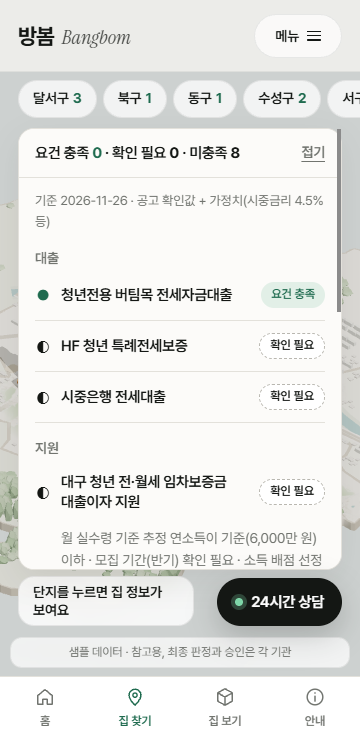 방봄 Bangbom
메뉴
달서구 3 북구 1 동구 1 수성구 2 서구
요건 충족 0 · 확인 필요 0 · 미충족 8 접기
기준 2026-11-26 · 공고 확인값 + 가정치(시중금리 4.5%
등)
대출
청년전용 버팀목 전세자금대출 요건 충족
HF 청년 특례전세보증 확인 필요
시중은행 전세대출 확인 필요
지원
대구 청년 전·월세 임차보증금
대출이자 지원 확인 필요
월 실수령 기준 추정 연소득이 기준(6,000만 원)
이하 · 모집 기간(반기) 확인 필요 · 소득 배점 선정
단지를 누르면 집 정보가
보여요
24시간 상담
샘플 데이터 · 참고용, 최종 판정과 승인은 각 기관
홈 집 찾기 집 보기 안내